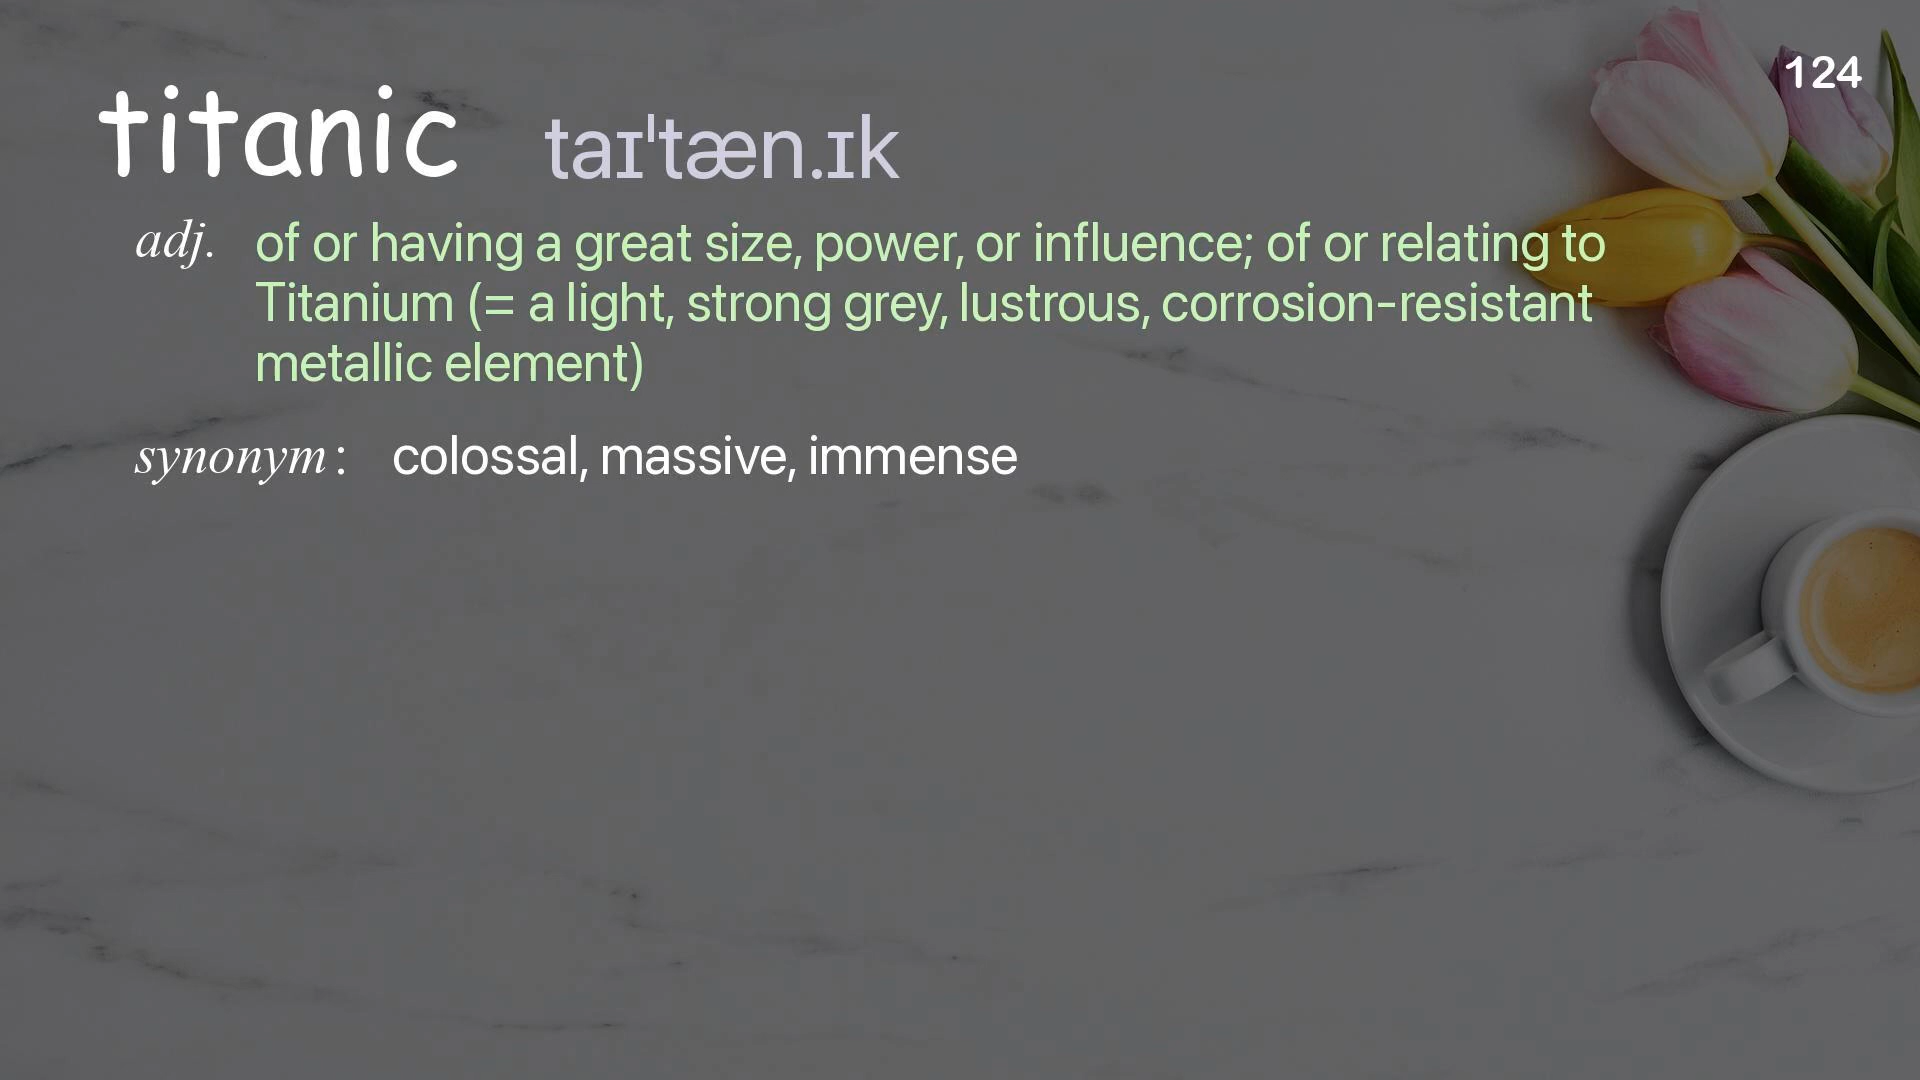 124
titanic taɪˈtæn.ɪk
adj. of or having a great size, power, or influence; of or relating to
Titanium (= a light, strong grey, lustrous, corrosion-resistant
metallic element)
synonym : colossal, massive, immense